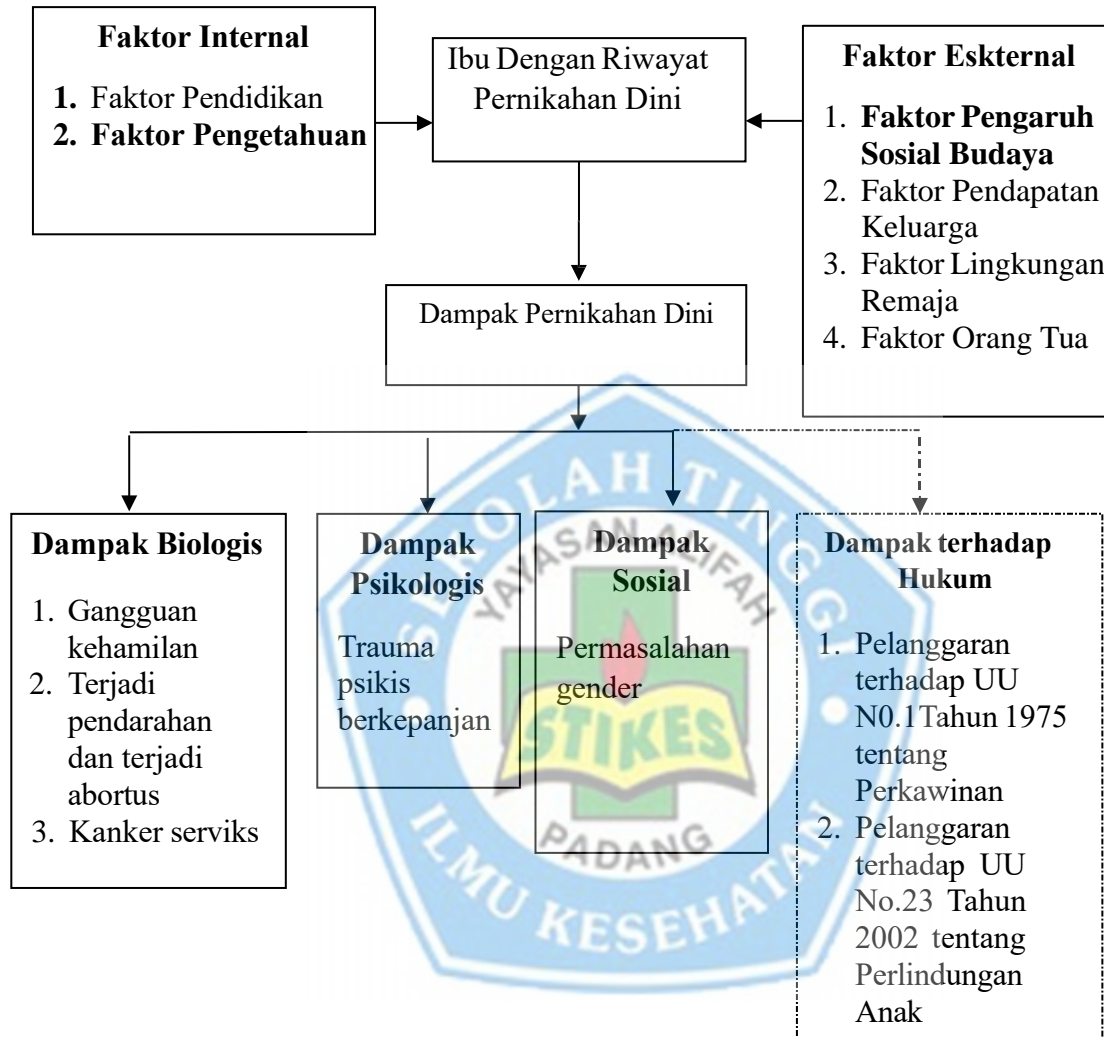 Faktor Internal
1. Faktor Pendidikan
2. Faktor Pengetahuan
Ibu Dengan Riwayat
Pernikahan Dini
Faktor Eskternal
1. Faktor Pengaruh
Sosial Budaya
2. Faktor Pendapatan
Keluarga
3. Faktor Lingkungan
Remaja
4. Faktor Orang Tua
Dampak Pernikahan Dini
Dampak Biologis
1. Gangguan
kehamilan
2. Terjadi
pendarahan
dan terjadi
abortus
3. Kanker serviks
Dampak
Psikologis
Trauma
psikis
berkepanjan
Dampak
Sosial
Permasalahan
gender
Dampak terhadap
Hukum
1. Pelanggaran
terhadap UU
N0.1Tahun 1975
tentang
Perkawinan
2. Pelanggaran
terhadap UU
No.23 Tahun
2002 tentang
Perlindungan
Anak
SEKOLAH TINGGI
YAYASAN ALIFAH
STIKES
PADANG
ILMU KESEHATAN